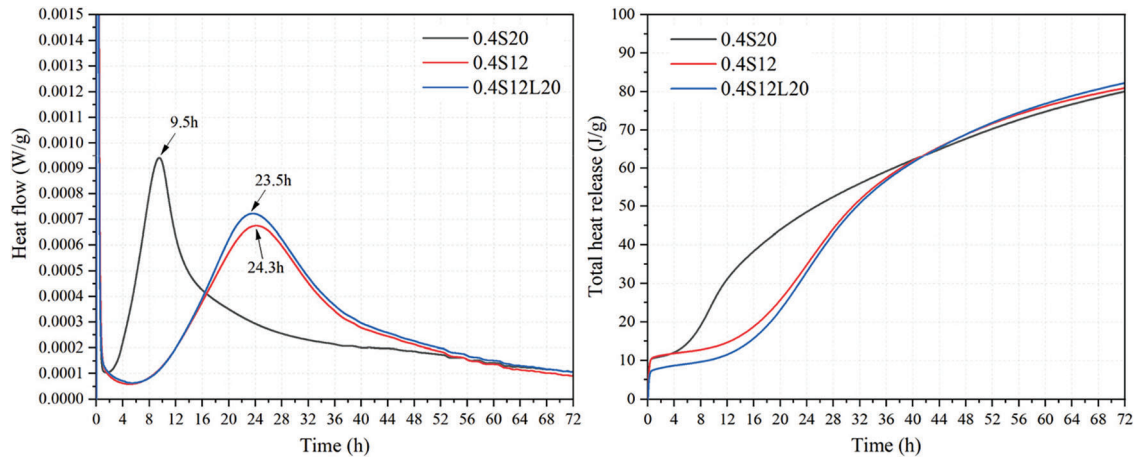 Heat flow (W/g)
0.0015
0.0014
0.0013
0.0012
0.0011
0.0010
0.0009
0.0008
0.0007
0.0006
0.0005
0.0004
0.0003
0.0002
0.0001
0.0000
0.4S20
0.4S12
0.4S12L20
9.5h
23.5h
24.3h
0 4 8 12 16 20 24 28 32 36 40 44 48 52 56 60 64 68 72
Time (h)
Total heat release (J/g)
100
90
80
70
60
50
40
30
20
10
0
0.4S20
0.4S12
0.4S12L20
0 4 8 12 16 20 24 28 32 36 40 44 48 52 56 60 64 68 72
Time (h)